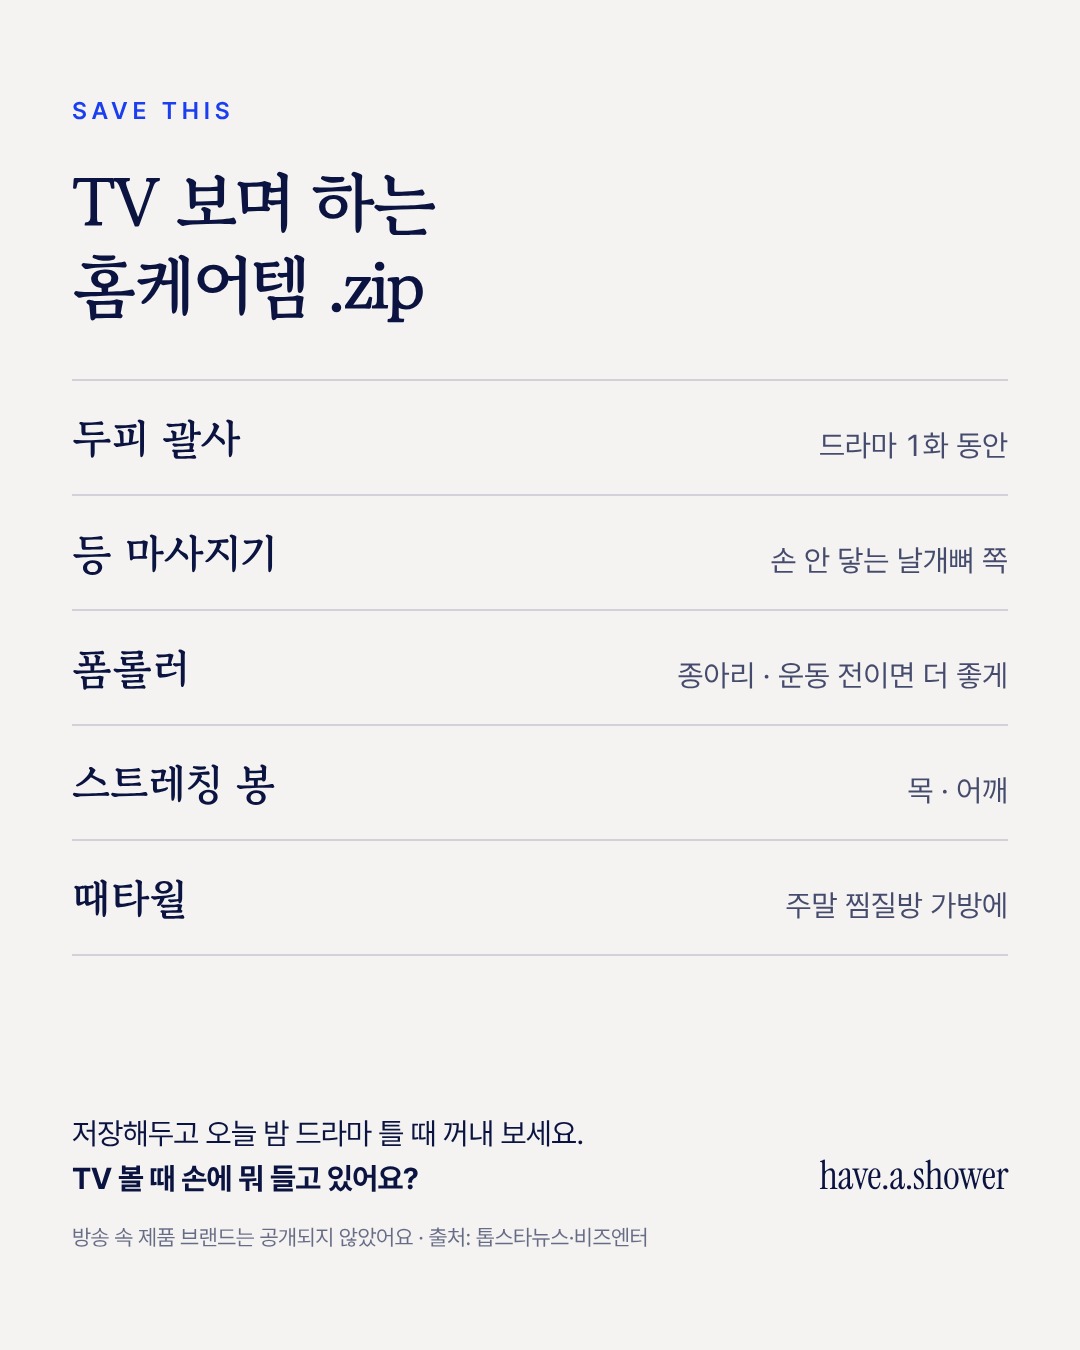 SAVE THIS
TV 보며 하는
홈케어템 .zip
두피 괄사
드라마 1화 동안
등 마사지기
손 안 닿는 날개뼈 쪽
폼롤러
종아리 · 운동 전이면 더 좋게
스트레칭 봉
목 · 어깨
때타월
주말 찜질방 가방에
저장해두고 오늘 밤 드라마 틀 때 꺼내 보세요.
TV 볼 때 손에 뭐 들고 있어요?
have.a.shower
방송 속 제품 브랜드는 공개되지 않았어요 · 출처: 톱스타뉴스·비즈엔터